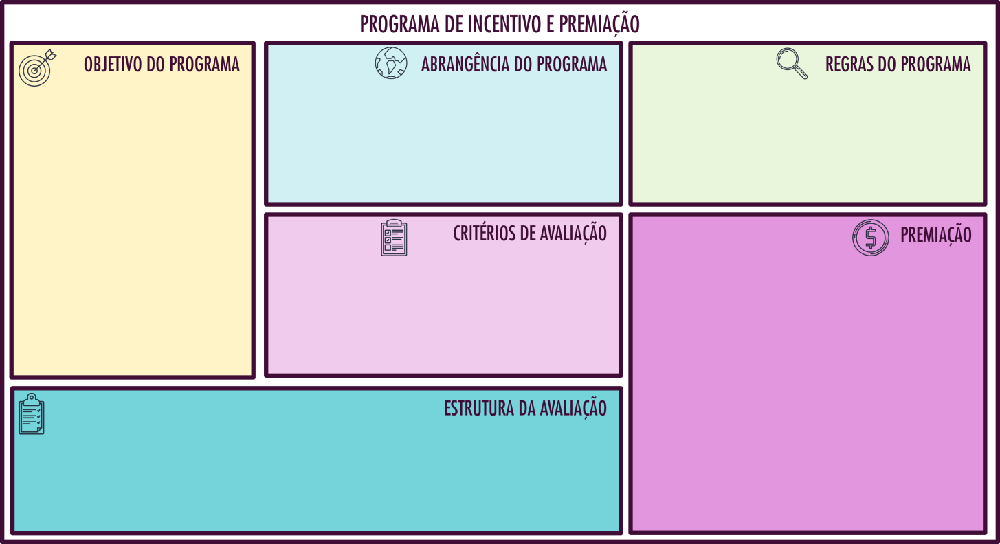 PROGRAMA DE INCENTIVO E PREMIAÇÃO
OBJETIVO DO PROGRAMA
ABRANGÊNCIA DO PROGRAMA
REGRAS DO PROGRAMA
CRITÉRIOS DE AVALIAÇÃO
PREMIAÇÃO
ESTRUTURA DA AVALIAÇÃO